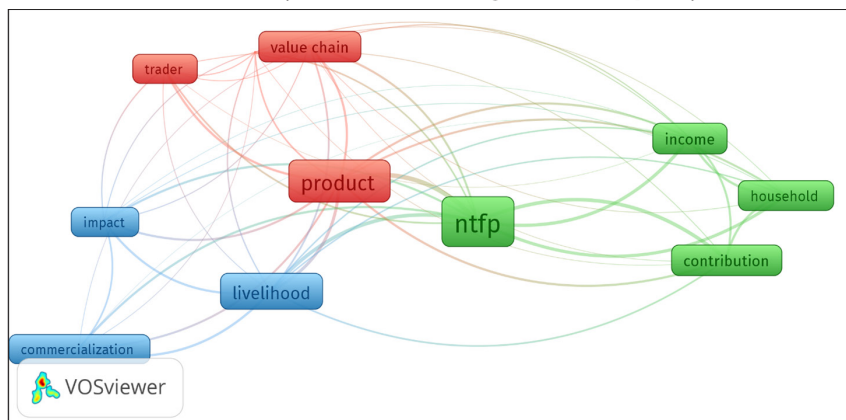 value chain
trader
income
product
household
impact
ntfp
contribution
livelihood
commercialization
VOSviewer